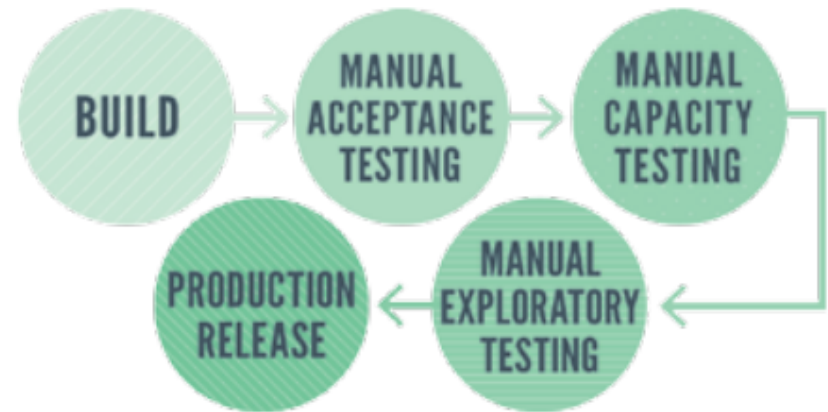 BUILD
MANUAL
ACCEPTANCE
TESTING
MANUAL
CAPACITY
TESTING
MANUAL
EXPLORATORY
TESTING
PRODUCTION
RELEASE